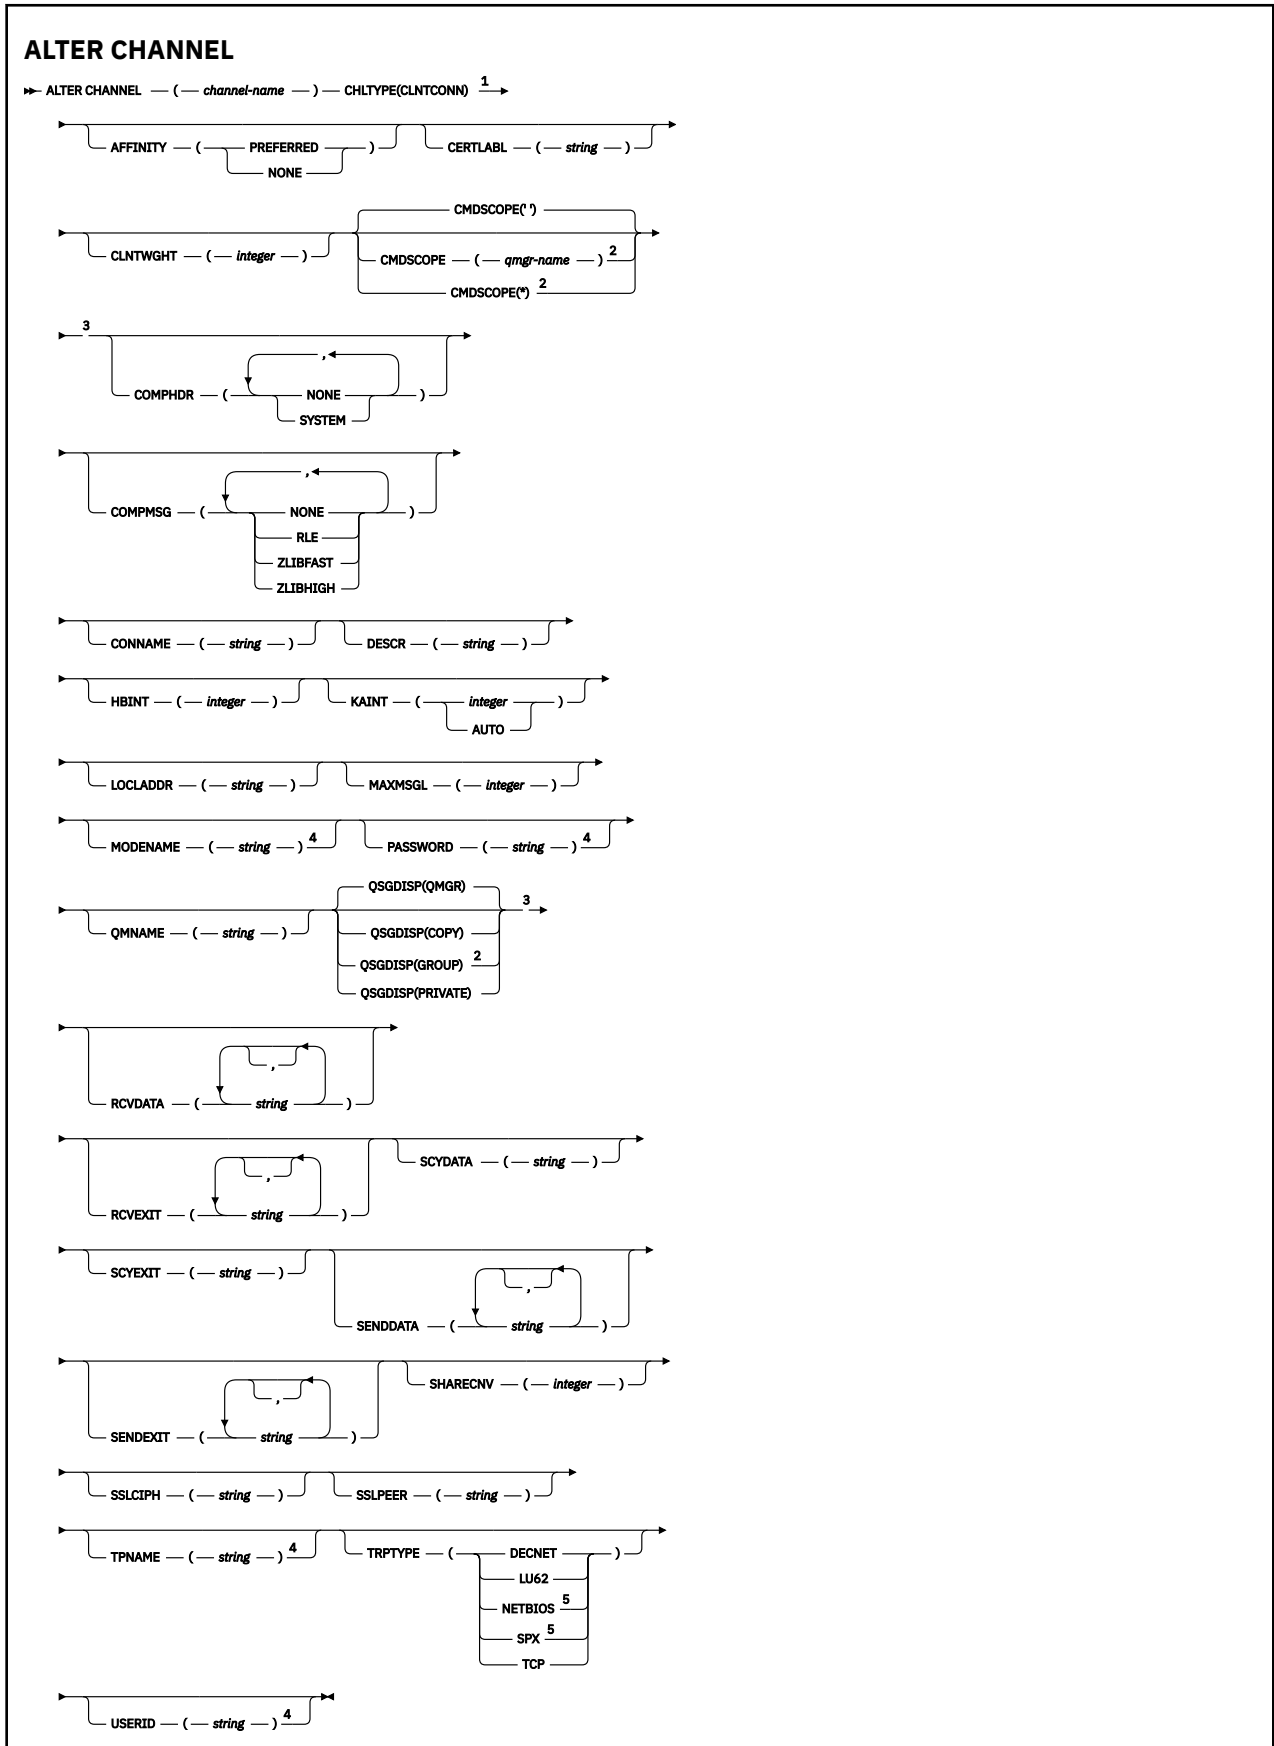 ALTER CHANNEL
ALTER CHANNEL ( channel-name ) CHLTYPE(CLNTCONN) 1
AFFINITY ( PREFERRED ) CERTLABL ( string )
NONE
CMDSCOPE(' ')
CLNTWGHT ( integer ) CMDSCOPE ( qmgr-name ) 2
CMDSCOPE(*) 2
3
,
COMPHDR ( NONE )
SYSTEM
,
COMPMSG ( NONE )
RLE
ZLIBFAST
ZLIBHIGH
CONNAME ( string ) DESCR ( string )
HBINT ( integer ) KAINT ( integer )
AUTO
LOCLADDR ( string ) MAXMSGL ( integer )
MODENAME ( string ) 4 PASSWORD ( string ) 4
QSGDISP(QMGR)
3
QMNAME ( string ) QSGDISP(COPY)
QSGDISP(GROUP) 2
QSGDISP(PRIVATE)
,
RCVDATA ( string )
SCYDATA ( string )
,
RCVEXIT ( string )
SCYEXIT ( string )
,
SENDDATA ( string )
SHARECNV ( integer )
,
SENDEXIT ( string )
SSLCIPH ( string ) SSLPEER ( string )
TPNAME ( string ) 4 TRPTYPE ( DECNET )
LU62
NETBIOS 5
SPX 5
TCP
USERID ( string ) 4